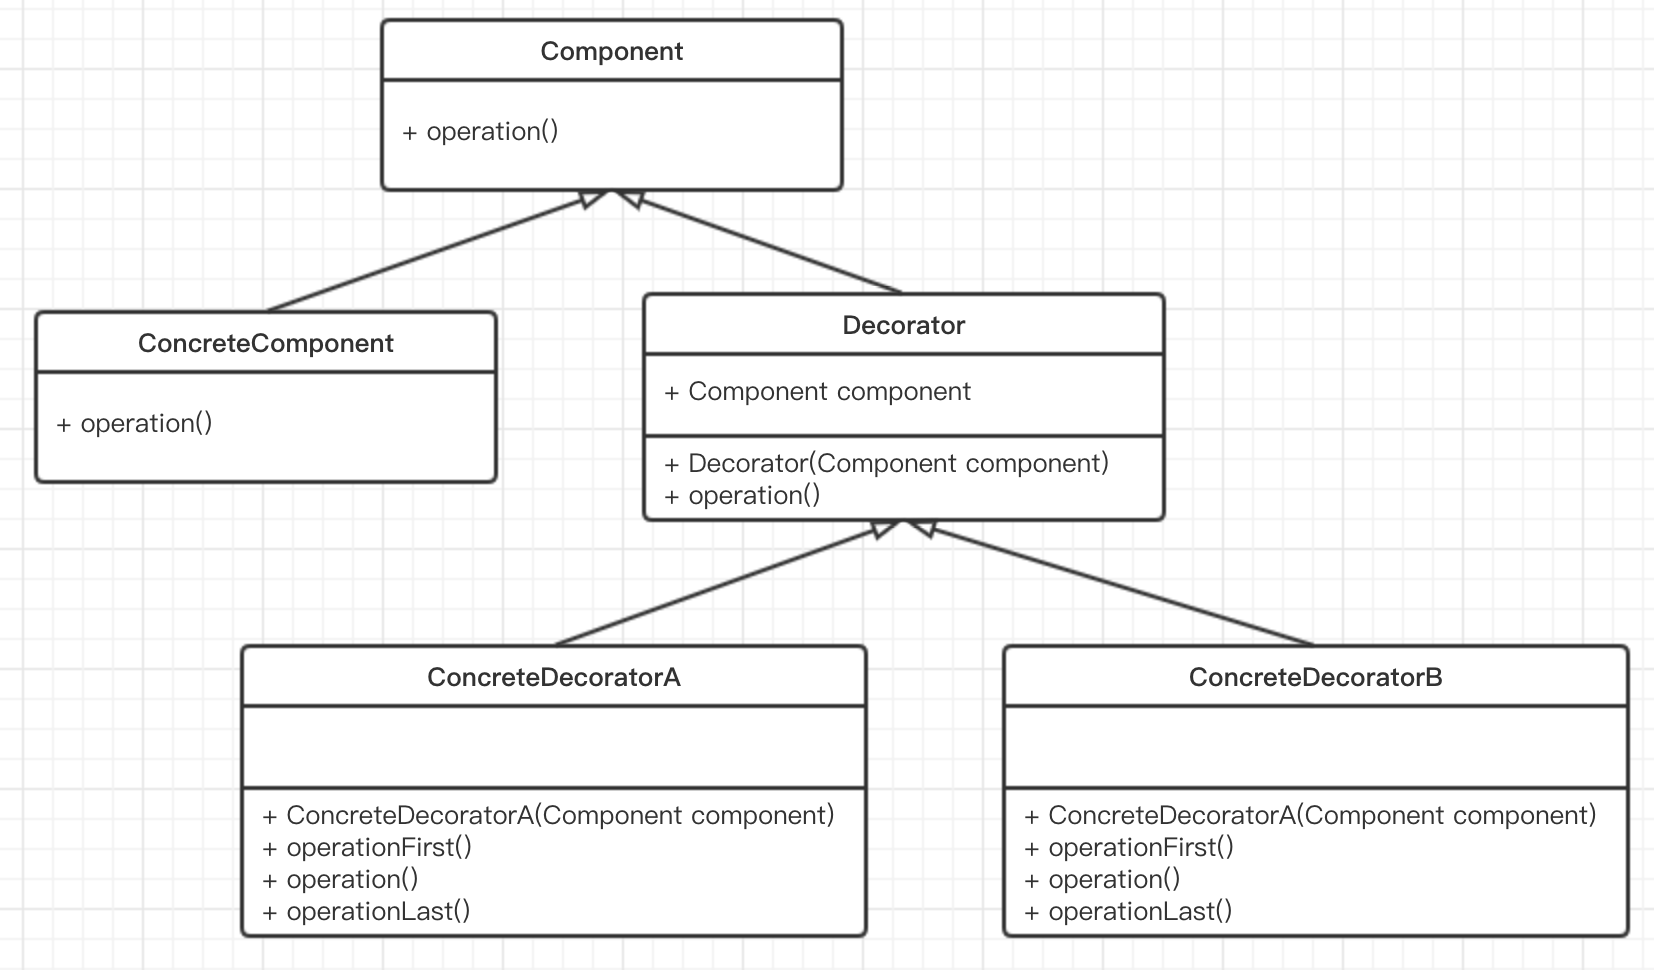 Component
+ operation()
ConcreteComponent
+ operation()
Decorator
+ Component component
+ Decorator(Component component)
+ operation()
ConcreteDecoratorA
+ ConcreteDecoratorA(Component component)
+ operationFirst()
+ operation()
+ operationLast()
ConcreteDecoratorB
+ ConcreteDecoratorA(Component component)
+ operationFirst()
+ operation()
+ operationLast()